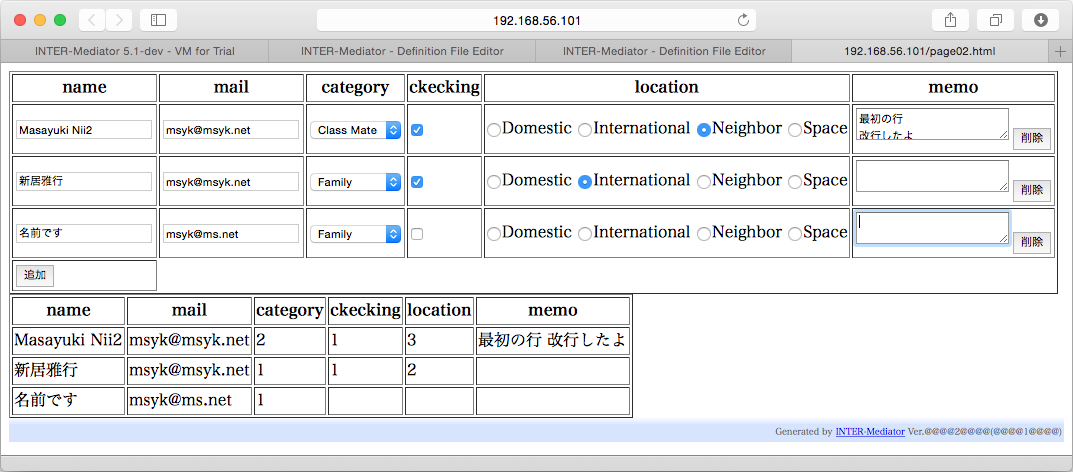 192.168.56.101
INTER-Mediator 5.1-dev - VM for Trial INTER-Mediator - Definition File Editor INTER-Mediator - Definition File Editor 192.168.56.101/page02.html
name mail category ckecking location memo
Masayuki Nii2 msyk@msyk.net Class Mate Domestic International Neighbor Space 最初の行
改行したよ 削除
新居雅行 msyk@msyk.net Family Domestic International Neighbor Space 削除
名前です msyk@ms.net Family Domestic International Neighbor Space 削除
追加
name mail category ckecking location memo
Masayuki Nii2 msyk@msyk.net 2 1 3 最初の行 改行したよ
新居雅行 msyk@msyk.net 1 1 2
名前です msyk@ms.net 1
Generated by INTER-Mediator Ver.@@@@2@@@@(@@@@1@@@@)